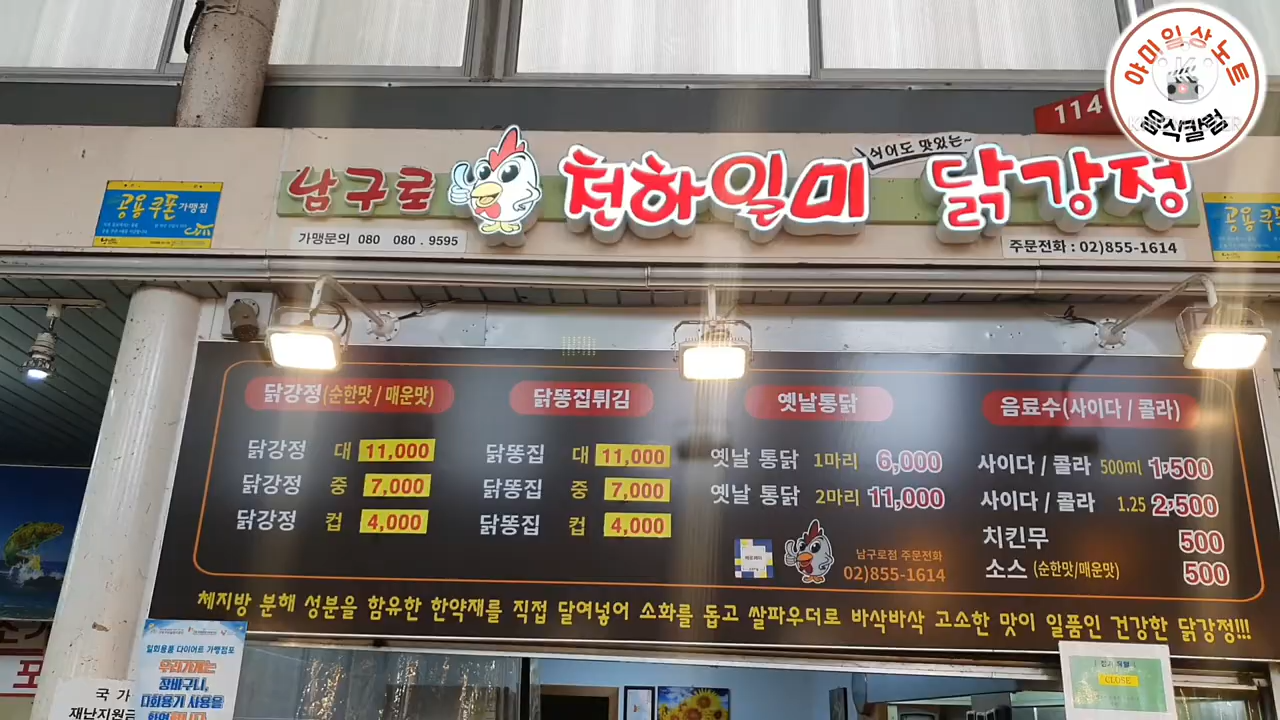 야미일상노트
음식칼럼
114
식어도 맛있는~
남구로 천하일미 닭강정
공용쿠폰 가맹점
공용쿠폰
가맹문의 080 080 . 9595
주문전화 : 02)855-1614
닭강정(순한맛 / 매운맛)
닭강정 대 11,000
닭강정 중 7,000
닭강정 컵 4,000
닭똥집튀김
닭똥집 대 11,000
닭똥집 중 7,000
닭똥집 컵 4,000
옛날통닭
옛날 통닭 1마리 6,000
옛날 통닭 2마리 11,000
남구로점 주문전화
02)855-1614
음료수(사이다 / 콜라)
사이다 / 콜라 500ml 1,500
사이다 / 콜라 1.25 2,500
치킨무 500
소스 (순한맛/매운맛) 500
체지방 분해 성분을 함유한 한약재를 직접 달여넣어 소화를 돕고 쌀파우더로 바삭바삭 고소한 맛이 일품인 건강한 닭강정!!!
일회용품 다이어트 가맹점포
우리가게는
장바구니,
다회용기 사용을
환영합니다
국 가
재난지원금
CLOSE